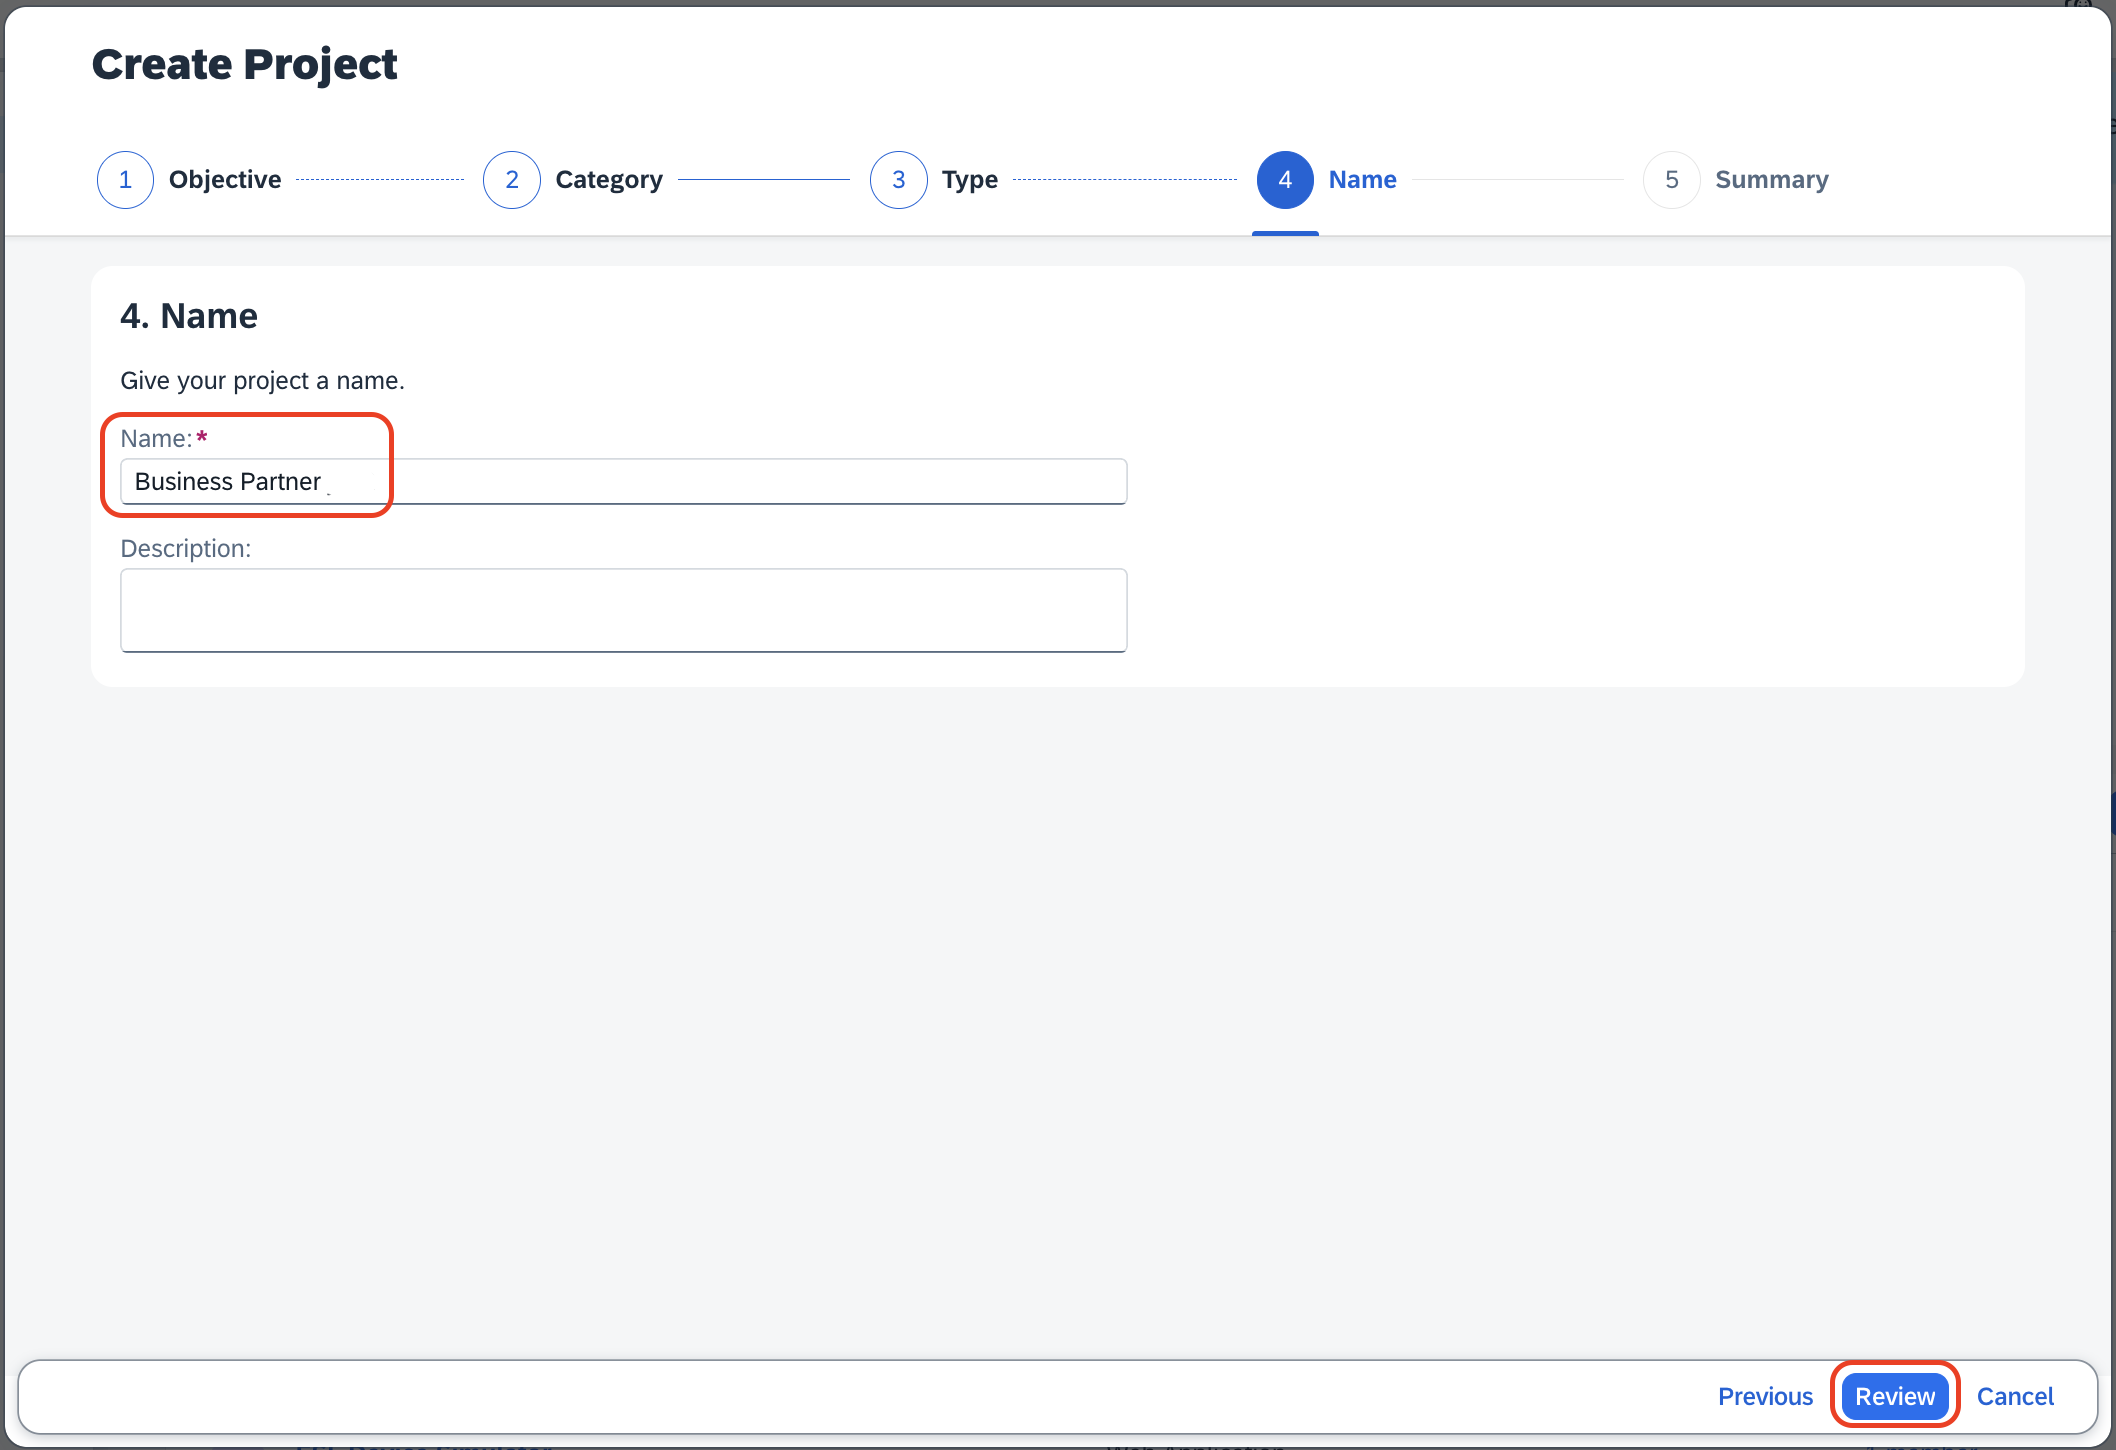 Create Project
1 Objective 2 Category 3 Type 4 Name 5 Summary
4. Name
Give your project a name.
Name:*
Business Partner
Description:
Previous Review Cancel